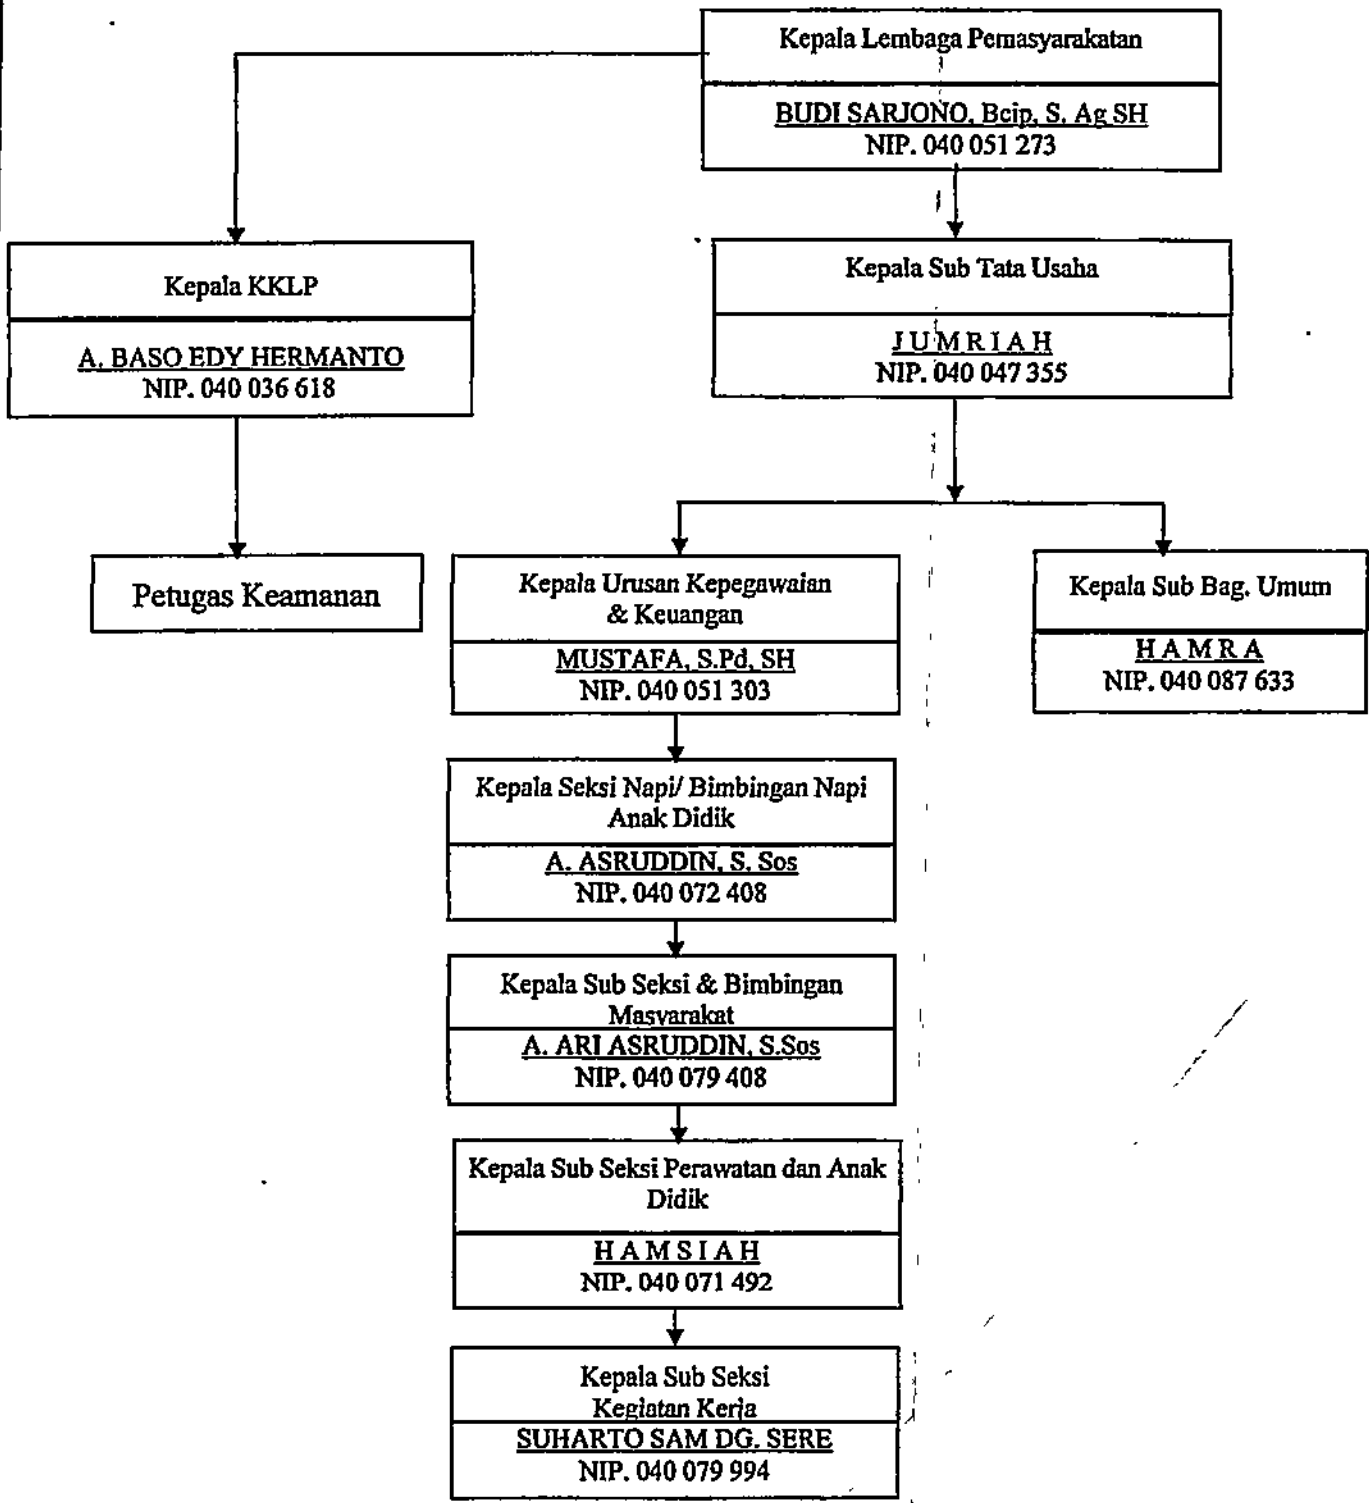 Kepala Lembaga Pemasyarakatan
BUDI SARJONO, Bcip, S. Ag SH
NIP. 040 051 273
Kepala KKLP
A. BASO EDY HERMANTO
NIP. 040 036 618
Kepala Sub Tata Usaha
J U M R I A H
NIP. 040 047 355
Petugas Keamanan
Kepala Urusan Kepegawaian
& Keuangan
MUSTAFA, S.Pd, SH
NIP. 040 051 303
Kepala Sub Bag. Umum
H A M R A
NIP. 040 087 633
Kepala Seksi Napi/ Bimbingan Napi
Anak Didik
A. ASRUDDIN, S. Sos
NIP. 040 072 408
Kepala Sub Seksi & Bimbingan
Masyarakat
A. ARI ASRUDDIN, S.Sos
NIP. 040 079 408
Kepala Sub Seksi Perawatan dan Anak
Didik
H A M S I A H
NIP. 040 071 492
Kepala Sub Seksi
Kegiatan Kerja
SUHARTO SAM DG. SERE
NIP. 040 079 994